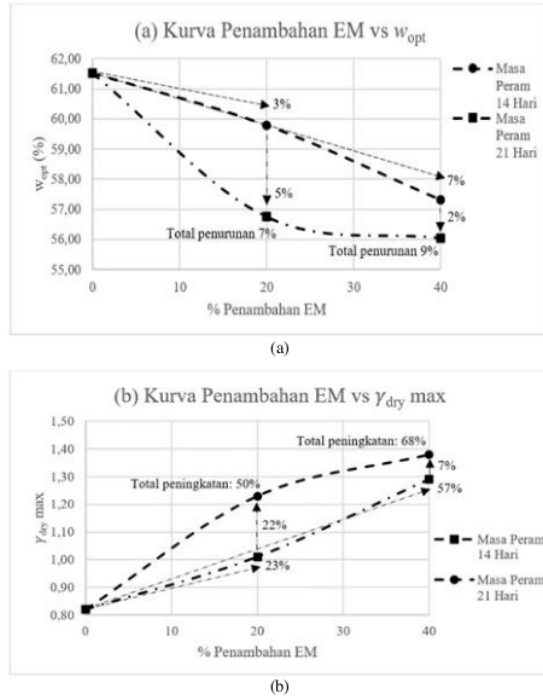 (a) Kurva Penambahan EM vs w_opt
62,00
61,00
60,00
59,00
58,00
57,00
56,00
55,00
w_opt (%)
3%
5%
7%
2%
Total penurunan 7%
Total penurunan 9%
0 10 20 30 40
% Penambahan EM
Masa
Peram
14 Hari
Masa
Peram
21 Hari
(a)
(b) Kurva Penambahan EM vs γ_dry max
1,50
1,40
1,30
1,20
1,10
1,00
0,90
0,80
γ_dry max
Total peningkatan: 68%
Total peningkatan: 50%
7%
57%
22%
23%
0 10 20 30 40
% Penambahan EM
Masa Peram
14 Hari
Masa Peram
21 Hari
(b)